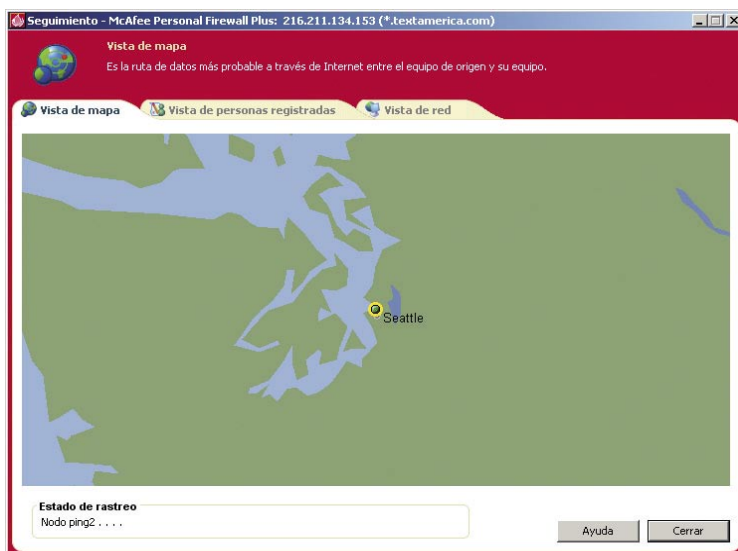 Seguimiento - McAfee Personal Firewall Plus: 216.211.134.153 (*.textamerica.com)
Vista de mapa
Es la ruta de datos más probable a través de Internet entre el equipo de origen y su equipo.
Vista de mapa
Vista de personas registradas
Vista de red
Seattle
Estado de rastreo
Nodo ping2 . . . .
Ayuda
Cerrar